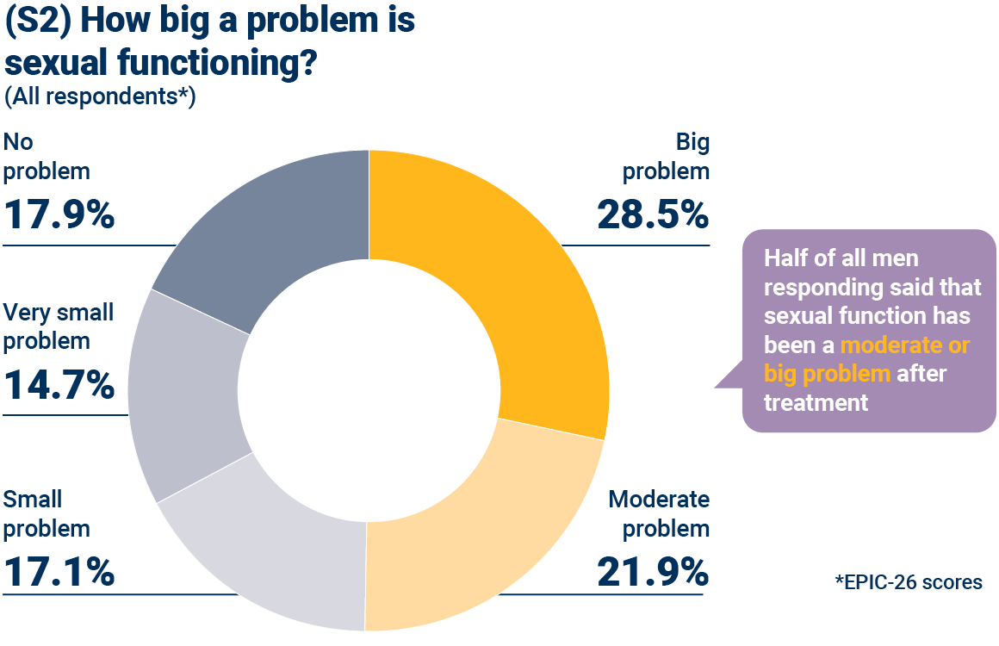 (S2) How big a problem is
sexual functioning?
(All respondents*)
No
problem
17.9%
Big
problem
28.5%
Very small
problem
14.7%
Half of all men
responding said that
sexual function has
been a moderate or
big problem after
treatment
Small
problem
17.1%
Moderate
problem
21.9%
*EPIC-26 scores